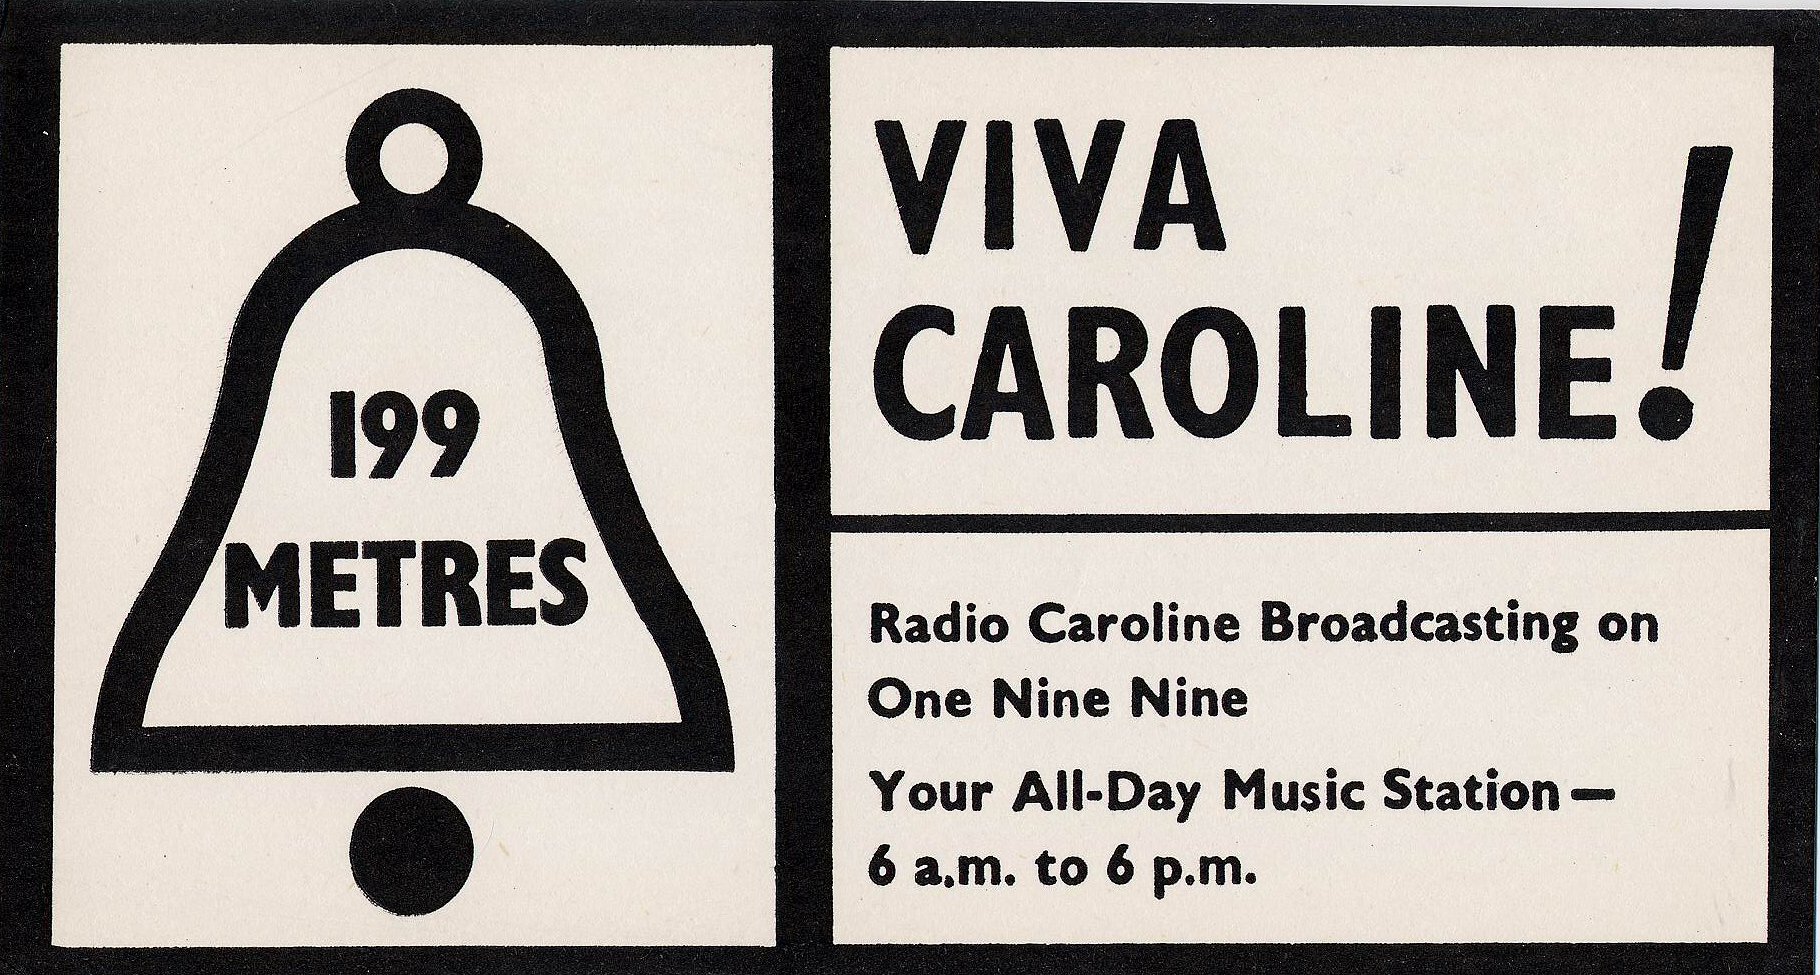 199
METRES
VIVA
CAROLINE!
Radio Caroline Broadcasting on
One Nine Nine
Your All-Day Music Station—
6 a.m. to 6 p.m.